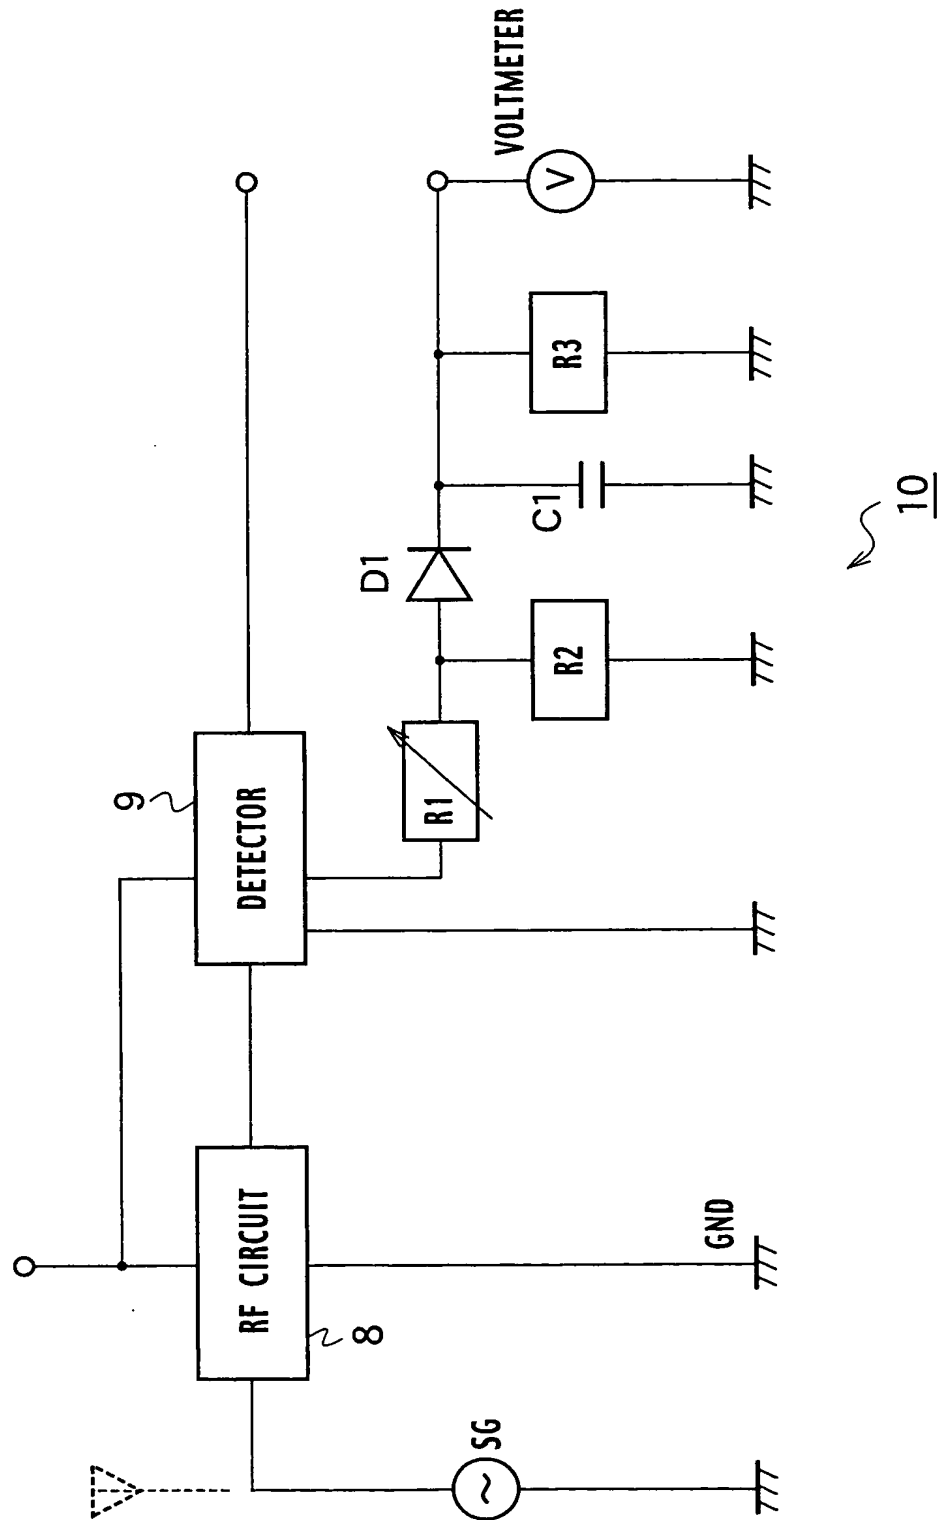 VOLTMETER
V
R3
C1
D1
R2
R1
9
DETECTOR
RF CIRCUIT
8
GND
SG
~
10